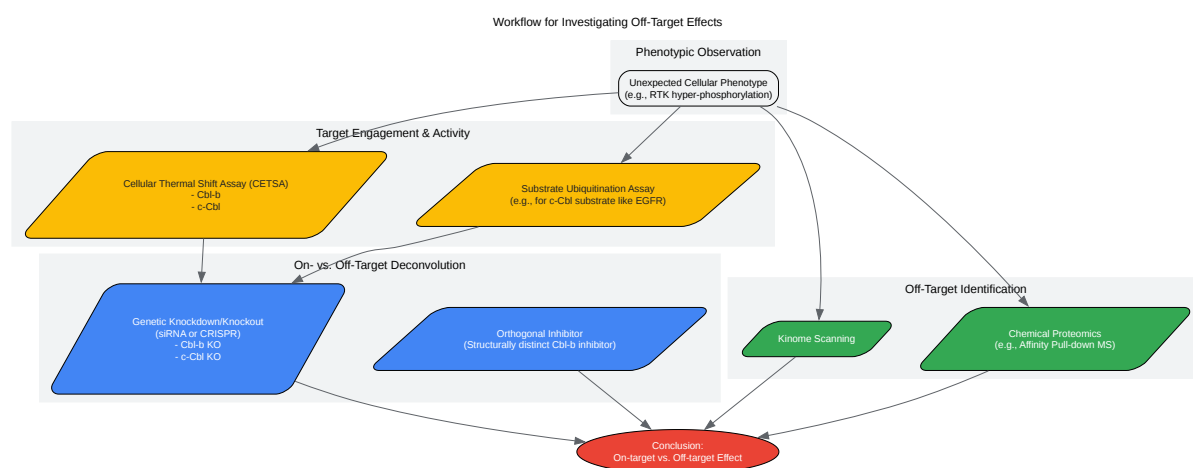 Workflow for Investigating Off-Target Effects
Phenotypic Observation
Unexpected Cellular Phenotype
(e.g., RTK hyper-phosphorylation)
Target Engagement & Activity
Cellular Thermal Shift Assay (CETSA)
- Cbl-b
- c-Cbl
Substrate Ubiquitination Assay
(e.g., for c-Cbl substrate like EGFR)
On- vs. Off-Target Deconvolution
Genetic Knockdown/Knockout
(siRNA or CRISPR)
- Cbl-b KO
- c-Cbl KO
Orthogonal Inhibitor
(Structurally distinct Cbl-b inhibitor)
Off-Target Identification
Kinome Scanning
Chemical Proteomics
(e.g., Affinity Pull-down MS)
Conclusion:
On-target vs. Off-target Effect